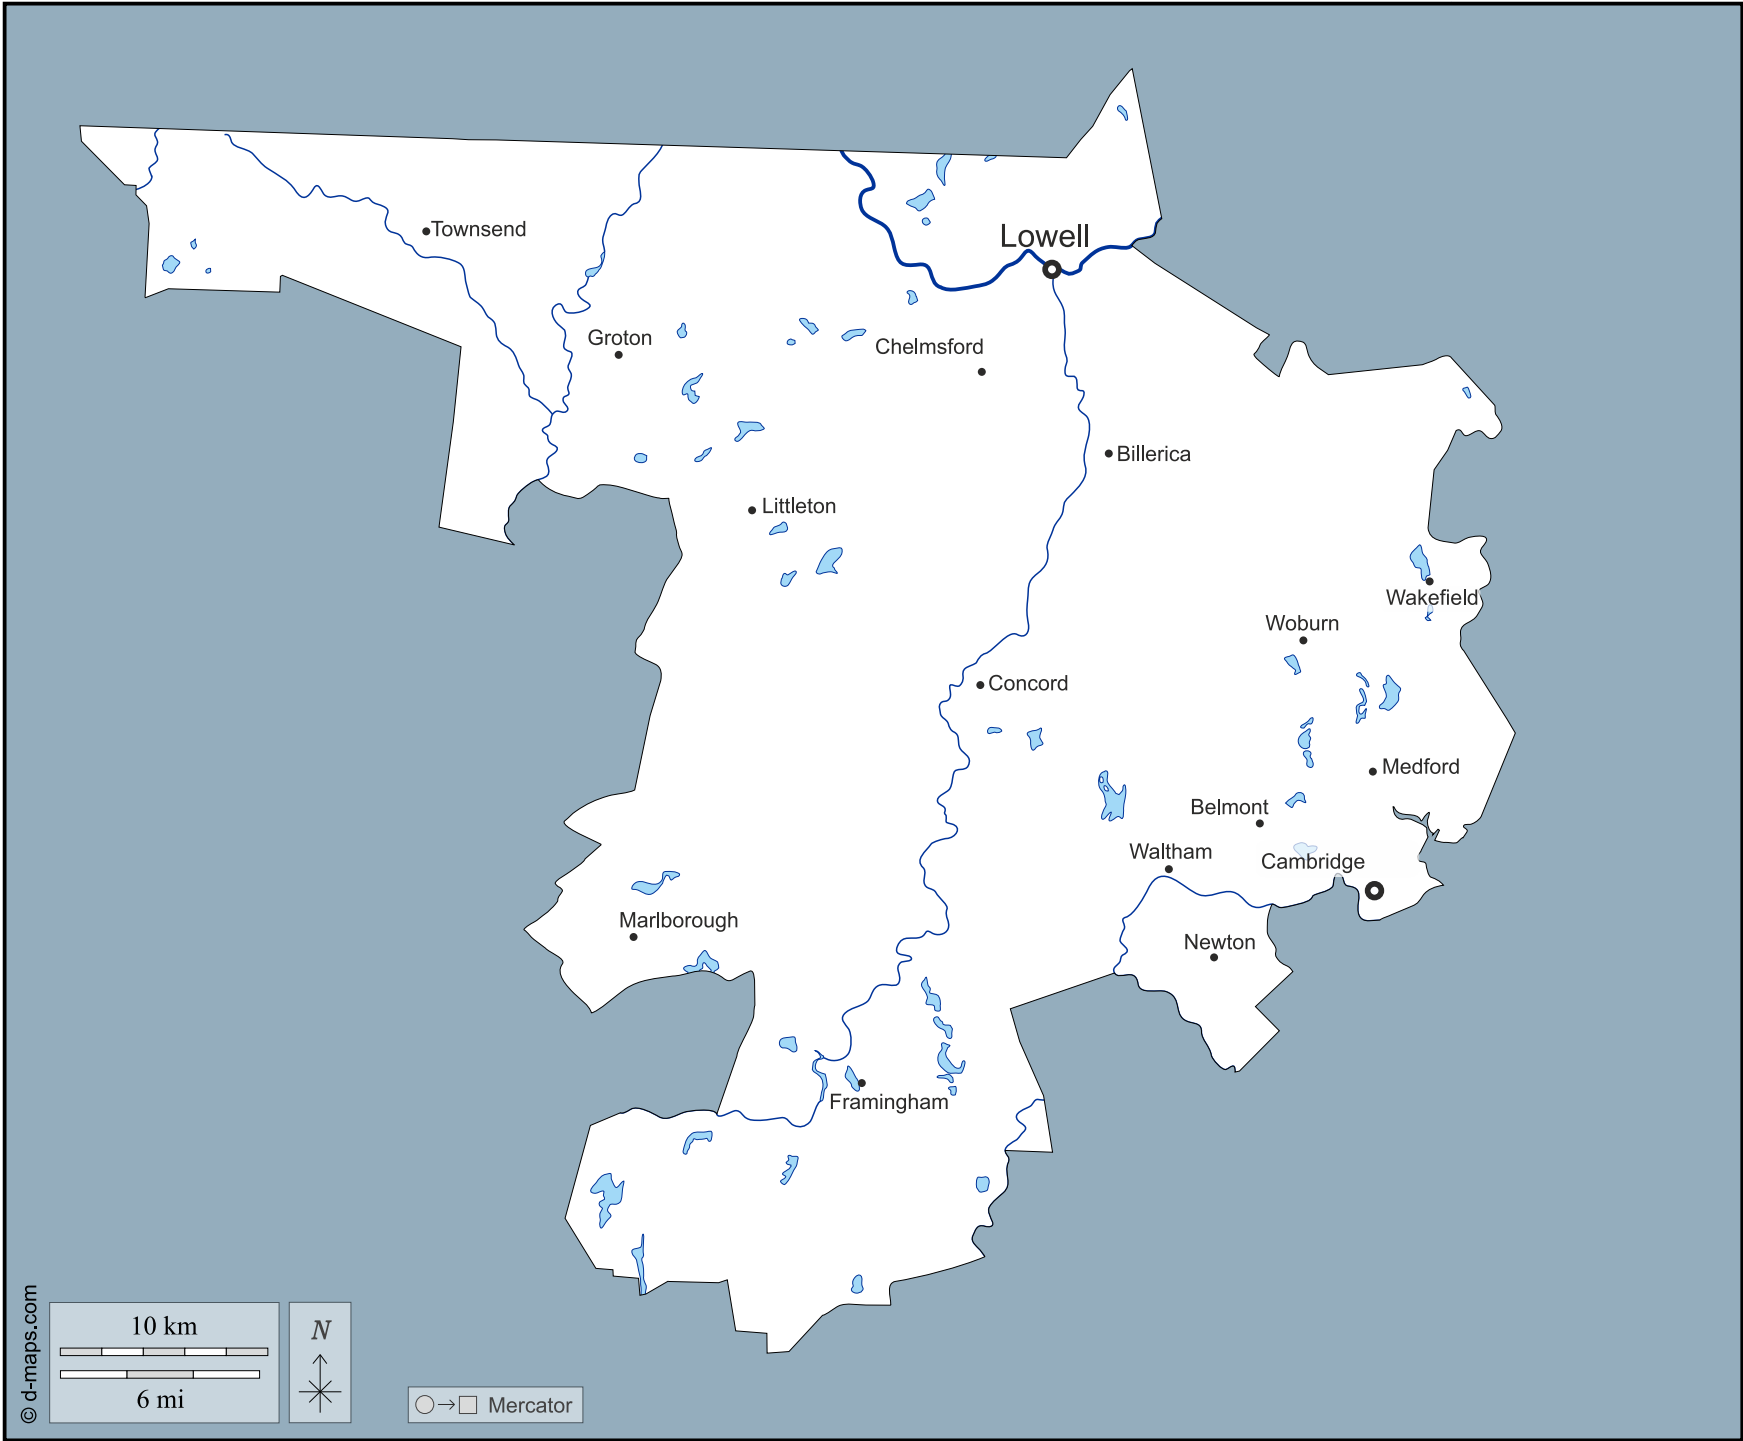 Townsend
Lowell
Groton
Chelmsford
Billerica
Littleton
Wakefield
Woburn
Concord
Medford
Belmont
Waltham
Cambridge
Marlborough
Newton
Framingham
© d-maps.com
10 km
6 mi
N
Mercator